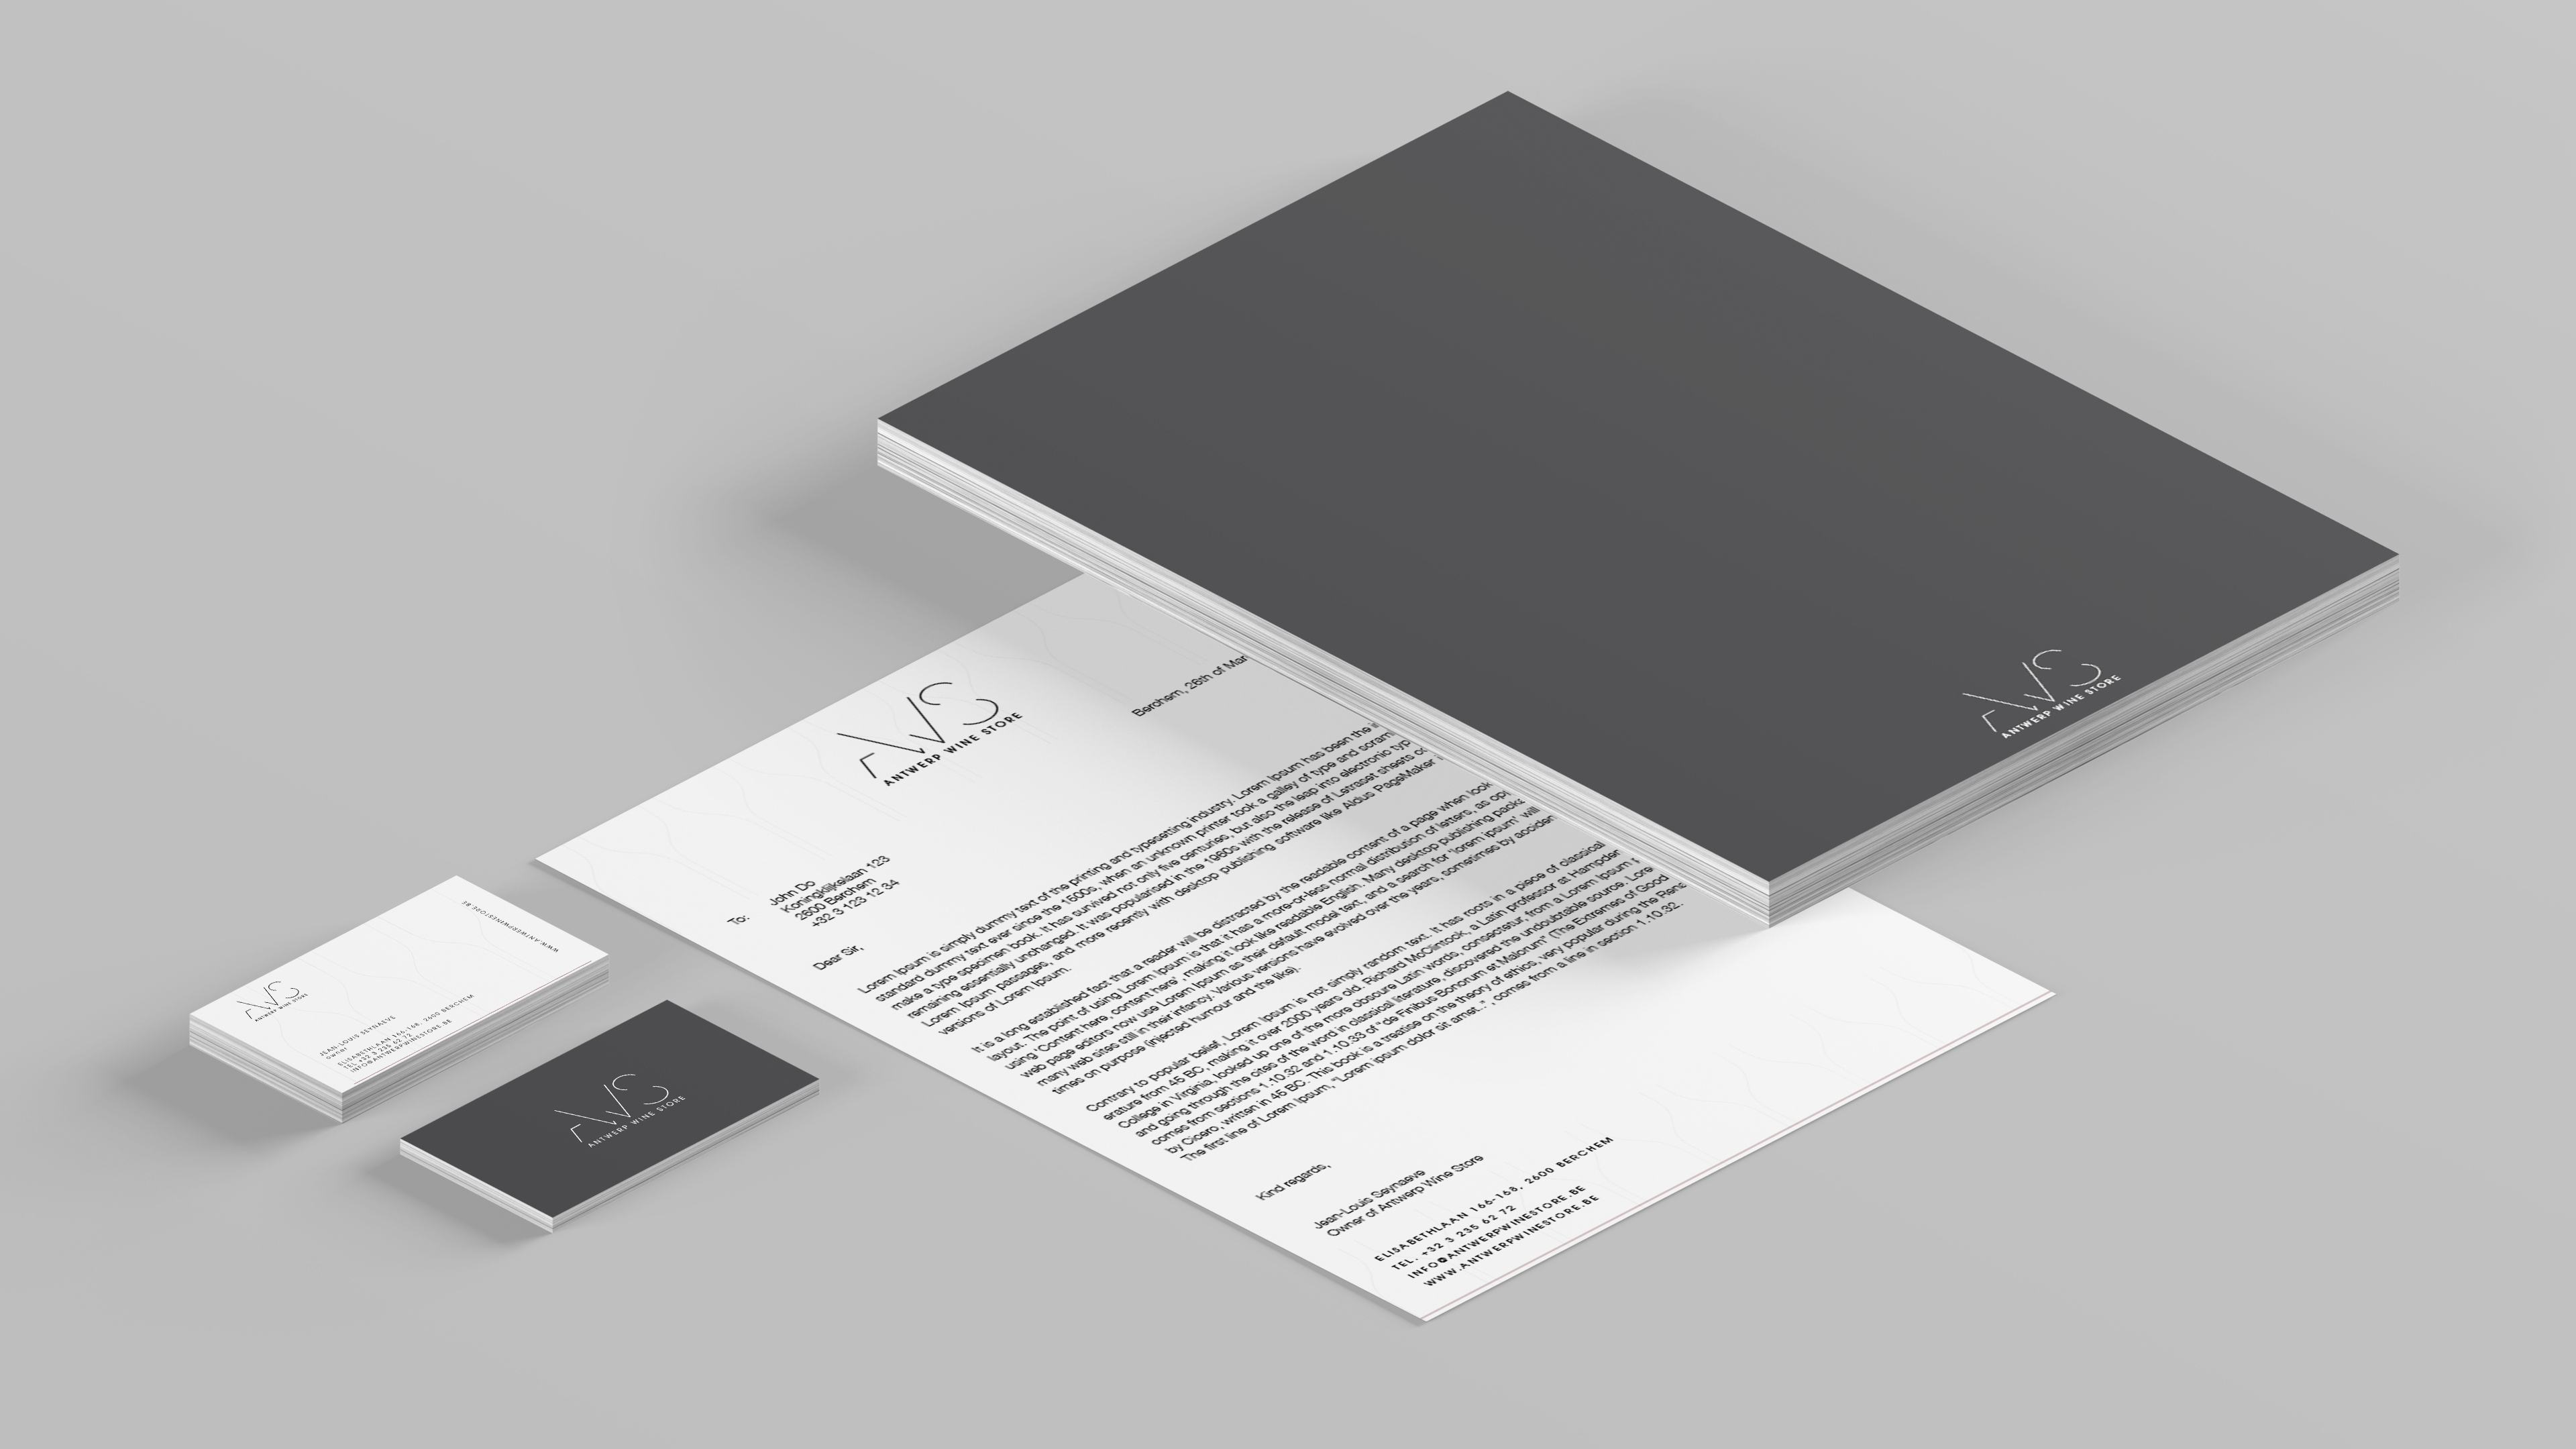 AWS
ANTWERP WINE STORE
Berchem, 26th of Mar
To:
John Do
Koninklijkelaan 123
2600 Berchem
+32 3 123 12 34
Dear Sir,
Lorem Ipsum is simply dummy text of the printing and typesetting industry. Lorem Ipsum has been the
standard dummy text ever since the 1500s, when an unknown printer took a galley of type and scram
make a type specimen book. It has survived not only five centuries, but also the leap into electronic typ
remaining essentially unchanged. It was popularised in the 1960s with the release of Letraset sheets co
Lorem Ipsum passages, and more recently with desktop publishing software like Aldus PageMaker
versions of Lorem Ipsum.
It is a long established fact that a reader will be distracted by the readable content of a page when look
layout. The point of using Lorem Ipsum is that it has a more-or-less normal distribution of letters, as op
using 'Content here, content here', making it look like readable English. Many desktop publishing packa
web page editors now use Lorem Ipsum as their default model text, and a search for 'lorem ipsum' will
many web sites still in their infancy. Various versions have evolved over the years, sometimes by acciden
times on purpose (injected humour and the like).
Contrary to popular belief, Lorem Ipsum is not simply random text. It has roots in a piece of classical
erature from 45 BC, making it over 2000 years old. Richard McClintock, a Latin professor at Hampden
College in Virginia, looked up one of the more obscure Latin words, consectetur, from a Lorem Ipsum
and going through the cites of the word in classical literature, discovered the undoubtable source. Lore
comes from sections 1.10.32 and 1.10.33 of "de Finibus Bonorum et Malorum" (The Extremes of Good
by Cicero, written in 45 BC. This book is a treatise on the theory of ethics, very popular during the Rens
The first line of Lorem Ipsum, "Lorem ipsum dolor sit amet..", comes from a line in section 1.10.32.
Kind regards,
Jean-Louis Seynaeve
Owner of Antwerp Wine Store
ELISABETHLAAN 166-168, 2600 BERCHEM
TEL. +32 3 235 62 72
INFO@ANTWERPWINESTORE.BE
WWW.ANTWERPWINESTORE.BE
AWS
ANTWERP WINE STORE
WWW.ANTWERPWINESTORE.BE
AWS
ANTWERP WINE STORE
JEAN-LOUIS SEYNAEVE
owner
ELISABETHLAAN 166-168, 2600 BERCHEM
TEL. +32 3 235 62 72
INFO@ANTWERPWINESTORE.BE
AWS
ANTWERP WINE STORE